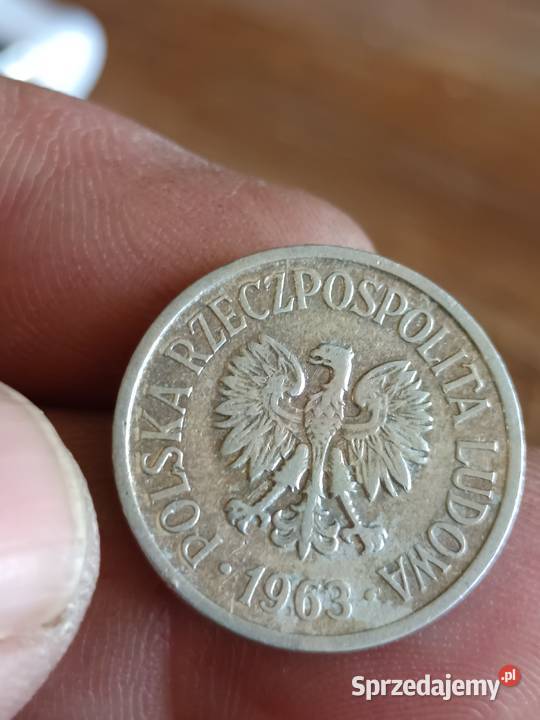 POLSKA RZECZPOSPOLITA LUDOWA
· 1963 ·
Sprzedajemy.pl